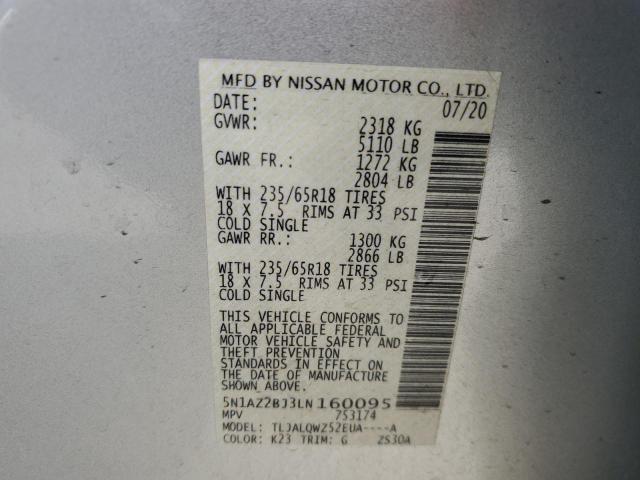 MFD BY NISSAN MOTOR CO., LTD.
DATE: 07/20
GVWR: 2318 KG
5110 LB
GAWR FR.: 1272 KG
2804 LB
WITH 235/65R18 TIRES
18 X 7.5 RIMS AT 33 PSI
COLD SINGLE
GAWR RR.: 1300 KG
2866 LB
WITH 235/65R18 TIRES
18 X 7.5 RIMS AT 33 PSI
COLD SINGLE
THIS VEHICLE CONFORMS TO
ALL APPLICABLE FEDERAL
MOTOR VEHICLE SAFETY AND
THEFT PREVENTION
STANDARDS IN EFFECT ON
THE DATE OF MANUFACTURE
SHOWN ABOVE.
5N1AZ2BJ3LN160095
MPV 753174
MODEL: TLJALQWZ52EUA----A
COLOR: K23 TRIM: G 2S30A